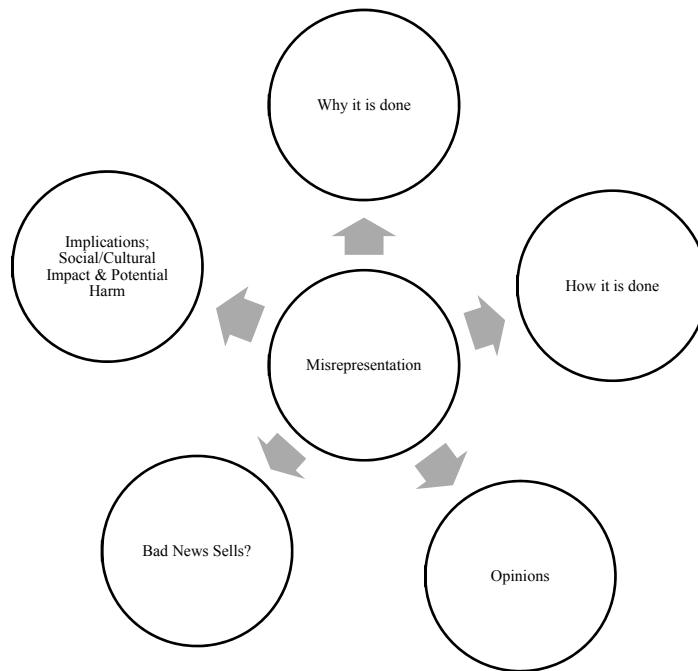 Why it is done
Implications;
Social/Cultural
Impact & Potential
Harm
How it is done
Misrepresentation
Bad News Sells?
Opinions